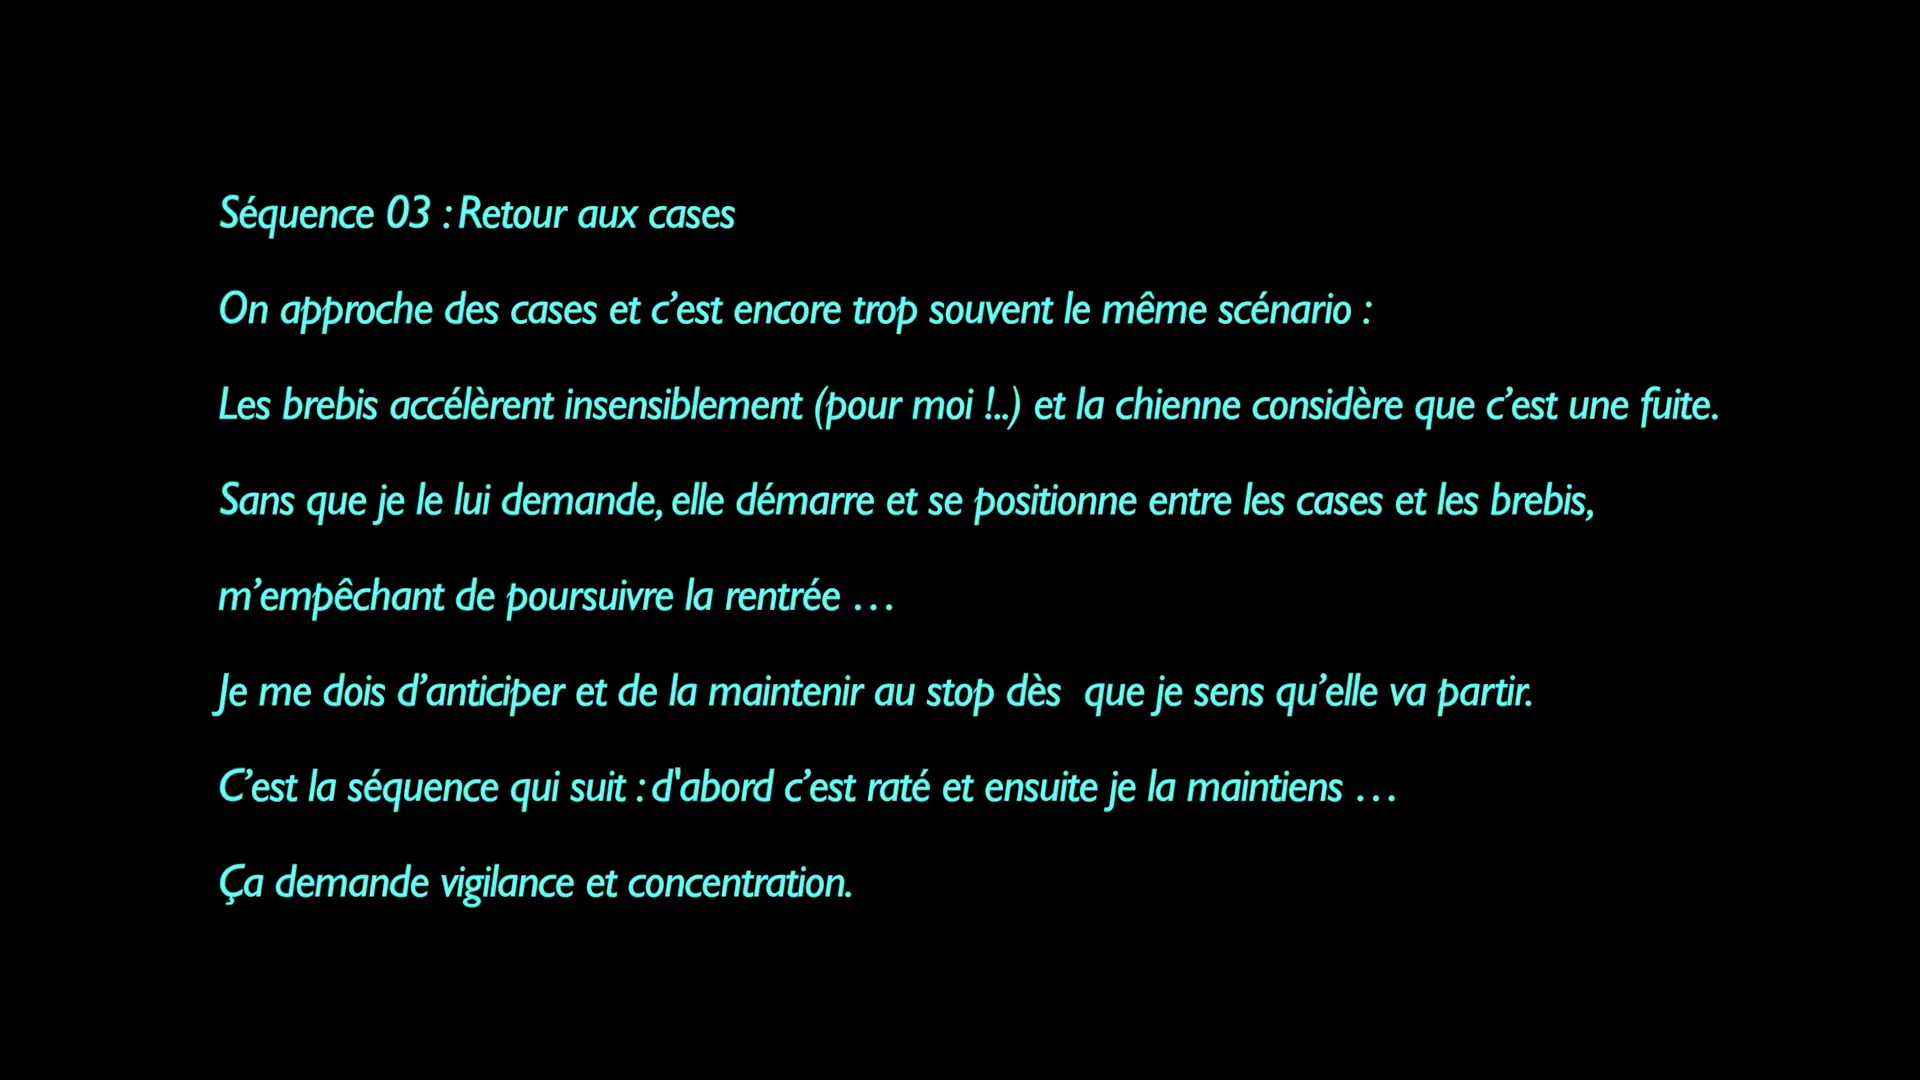 Séquence 03 : Retour aux cases
On approche des cases et c’est encore trop souvent le même scénario :
Les brebis accélèrent insensiblement (pour moi !..) et la chienne considère que c’est une fuite.
Sans que je le lui demande, elle démarre et se positionne entre les cases et les brebis,
m’empêchant de poursuivre la rentrée …
Je me dois d’anticiper et de la maintenir au stop dès  que je sens qu’elle va partir.
C’est la séquence qui suit : d'abord c’est raté et ensuite je la maintiens …
Ça demande vigilance et concentration.